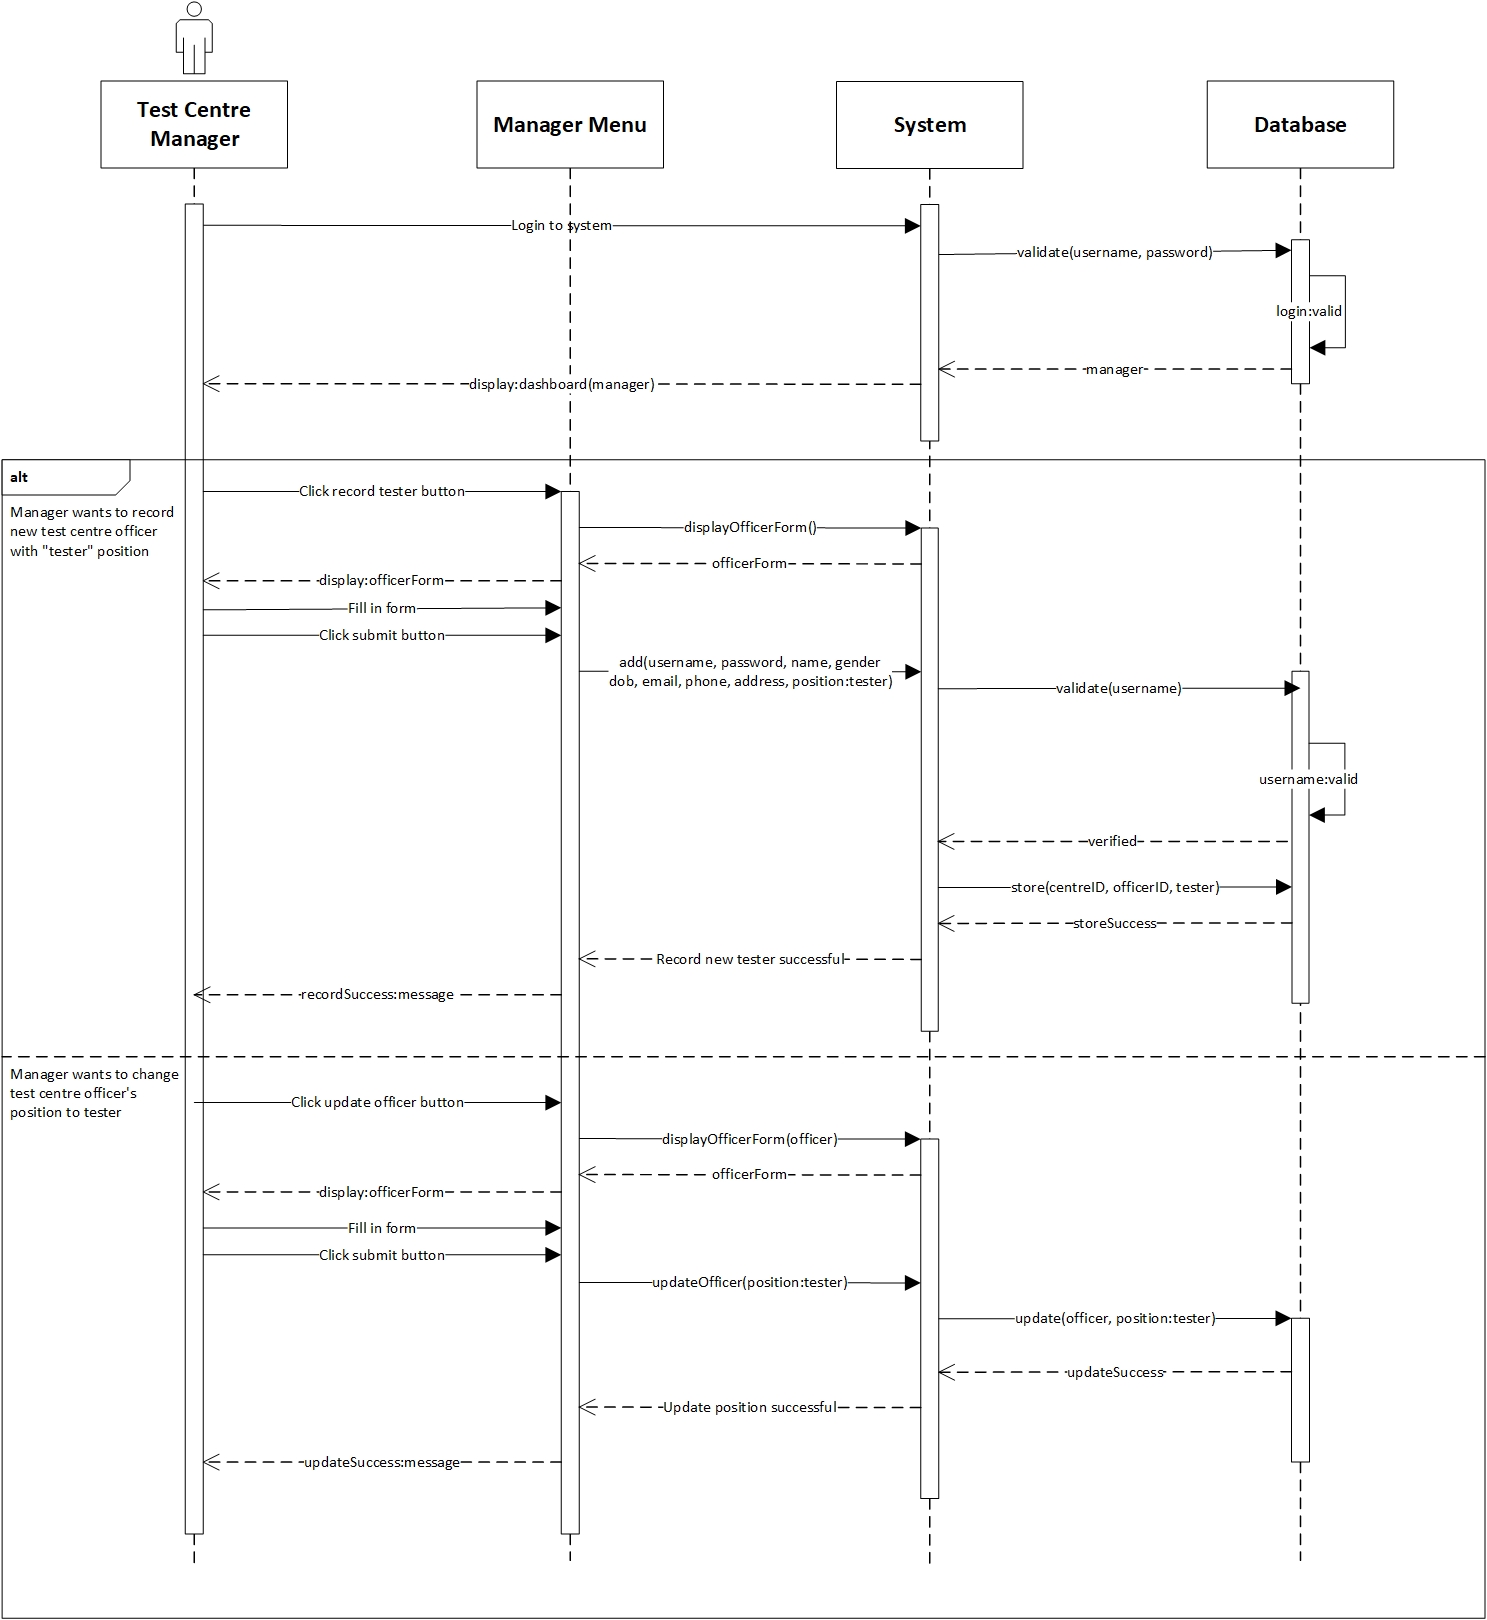 Test Centre
Manager
Manager Menu
System
Database
Login to system
validate(username, password)
login:valid
manager
display:dashboard(manager)
alt
Manager wants to record
new test centre officer
with "tester" position
Click record tester button
displayOfficerForm()
officerForm
display:officerForm
Fill in form
Click submit button
add(username, password, name, gender
dob, email, phone, address, position:tester)
validate(username)
username:valid
verified
store(centreID, officerID, tester)
storeSuccess
Record new tester successful
recordSuccess:message
Manager wants to change
test centre officer's
position to tester
Click update officer button
displayOfficerForm(officer)
officerForm
display:officerForm
Fill in form
Click submit button
updateOfficer(position:tester)
update(officer, position:tester)
updateSuccess
Update position successful
updateSuccess:message